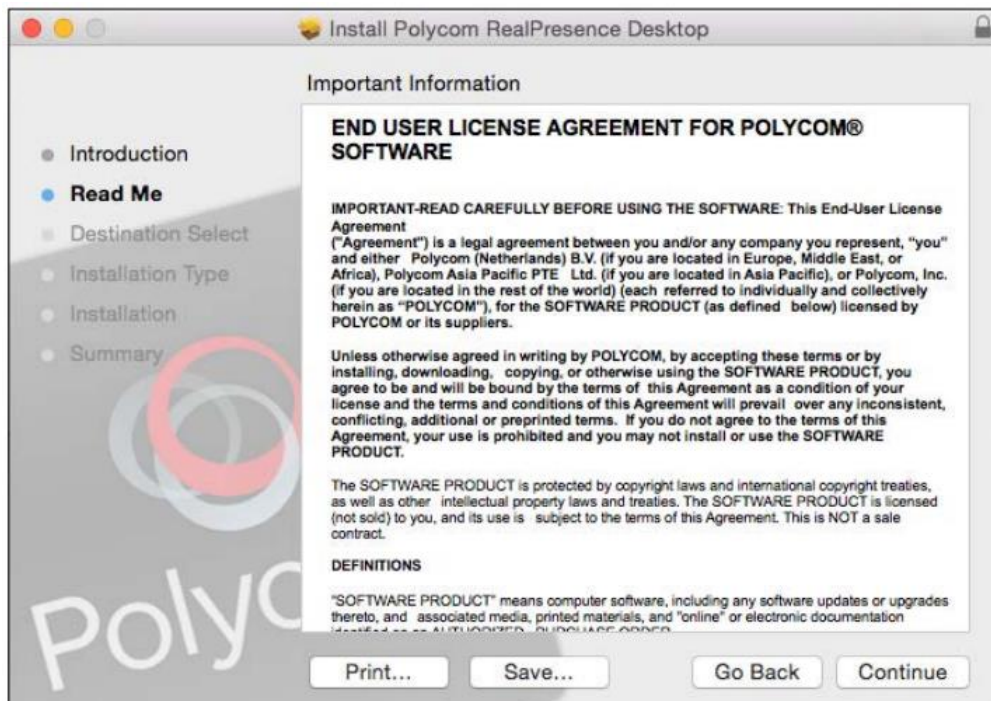 Install Polycom RealPresence Desktop
Important Information
Introduction
Read Me
Destination Select
Installation Type
Installation
Summary
END USER LICENSE AGREEMENT FOR POLYCOM®
SOFTWARE
IMPORTANT-READ CAREFULLY BEFORE USING THE SOFTWARE: This End-User License
Agreement
("Agreement") is a legal agreement between you and/or any company you represent, "you"
and either Polycom (Netherlands) B.V. (if you are located in Europe, Middle East, or
Africa), Polycom Asia Pacific PTE Ltd. (if you are located in Asia Pacific), or Polycom, Inc.
(if you are located in the rest of the world) (each referred to individually and collectively
herein as “POLYCOM”), for the SOFTWARE PRODUCT (as defined below) licensed by
POLYCOM or its suppliers.
Unless otherwise agreed in writing by POLYCOM, by accepting these terms or by
installing, downloading, copying, or otherwise using the SOFTWARE PRODUCT, you
agree to be and will be bound by the terms of this Agreement as a condition of your
license and the terms and conditions of this Agreement will prevail over any inconsistent,
conflicting, additional or preprinted terms. If you do not agree to the terms of this
Agreement, your use is prohibited and you may not install or use the SOFTWARE
PRODUCT.
The SOFTWARE PRODUCT is protected by copyright laws and international copyright treaties,
as well as other intellectual property laws and treaties. The SOFTWARE PRODUCT is licensed
(not sold) to you, and its use is subject to the terms of this Agreement. This is NOT a sale
contract.
DEFINITIONS
"SOFTWARE PRODUCT" means computer software, including any software updates or upgrades
thereto, and associated media, printed materials, and "online" or electronic documentation
identified on an AUTHORIZED PURCHASE ORDER
Polyc
Print...
Save...
Go Back
Continue